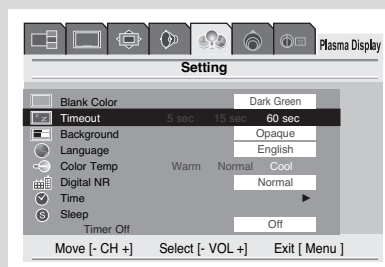 Plasma Display
Setting
Blank Color Dark Green
Timeout 5 sec 15 sec 60 sec
Background Opaque
Language English
Color Temp Warm Normal Cool
Digital NR Normal
Time
Sleep
Timer Off Off
Move [- CH +] Select [- VOL +] Exit [ Menu ]